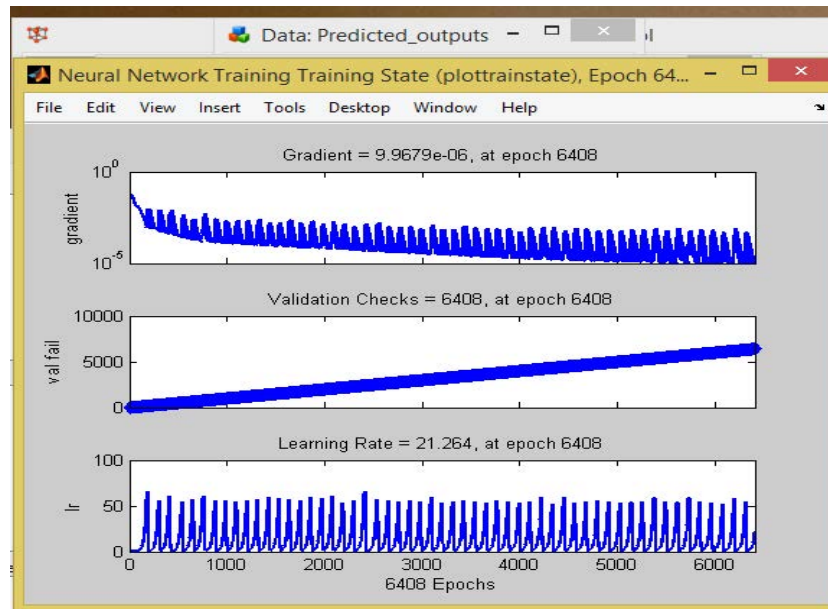 Data: Predicted_outputs
Neural Network Training Training State (plottrainstate), Epoch 64...
File Edit View Insert Tools Desktop Window Help
Gradient = 9.9679e-06, at epoch 6408
10^0
gradient
10^-5
Validation Checks = 6408, at epoch 6408
10000
val fail
5000
0
Learning Rate = 21.264, at epoch 6408
100
lr
50
0
0 1000 2000 3000 4000 5000 6000
6408 Epochs